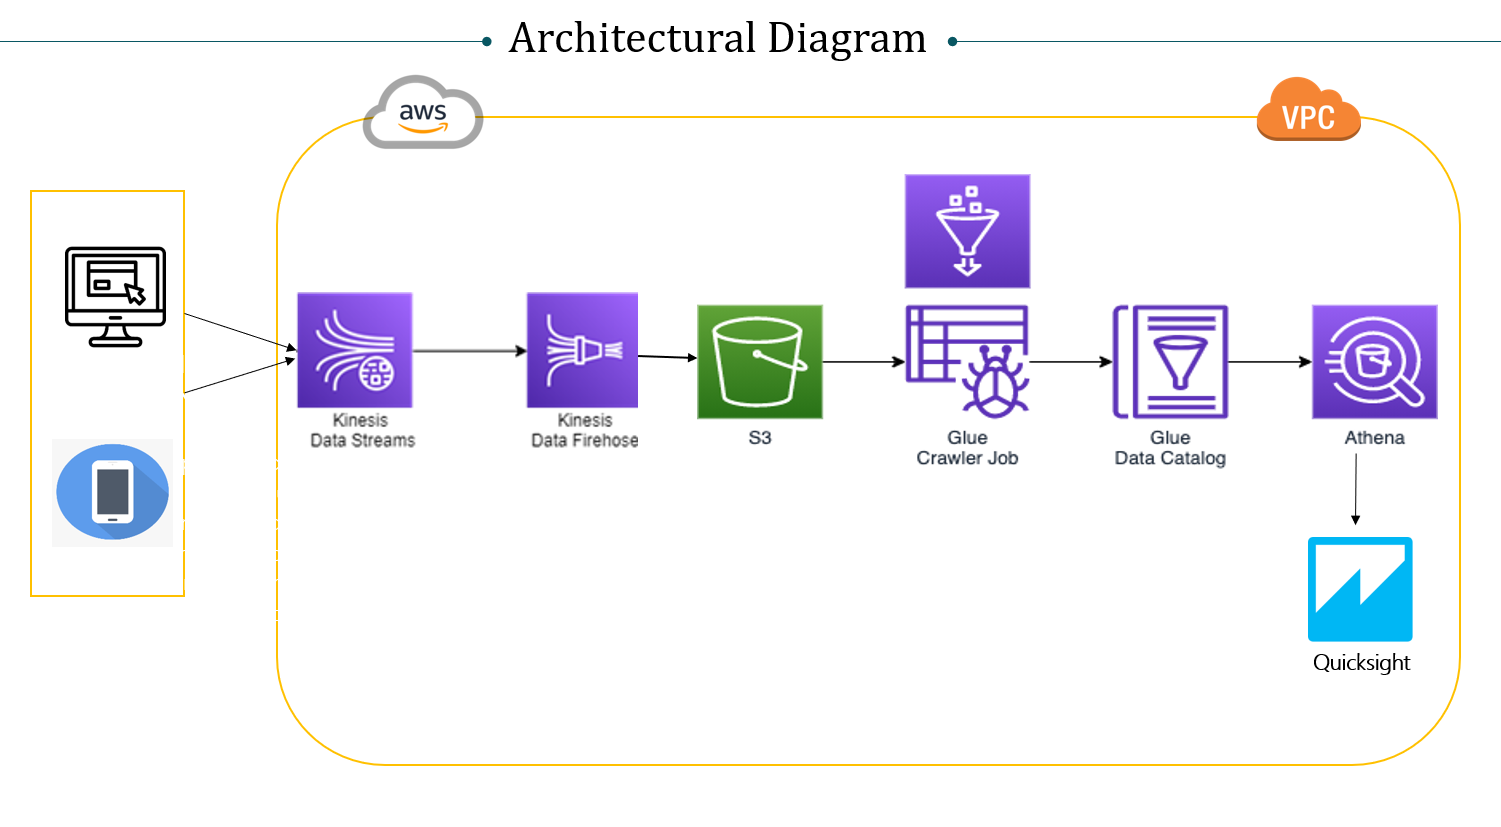 Architectural Diagram
aws
VPC
Kinesis
Data Streams
Kinesis
Data Firehose
S3
Glue
Crawler Job
Glue
Data Catalog
Athena
Quicksight